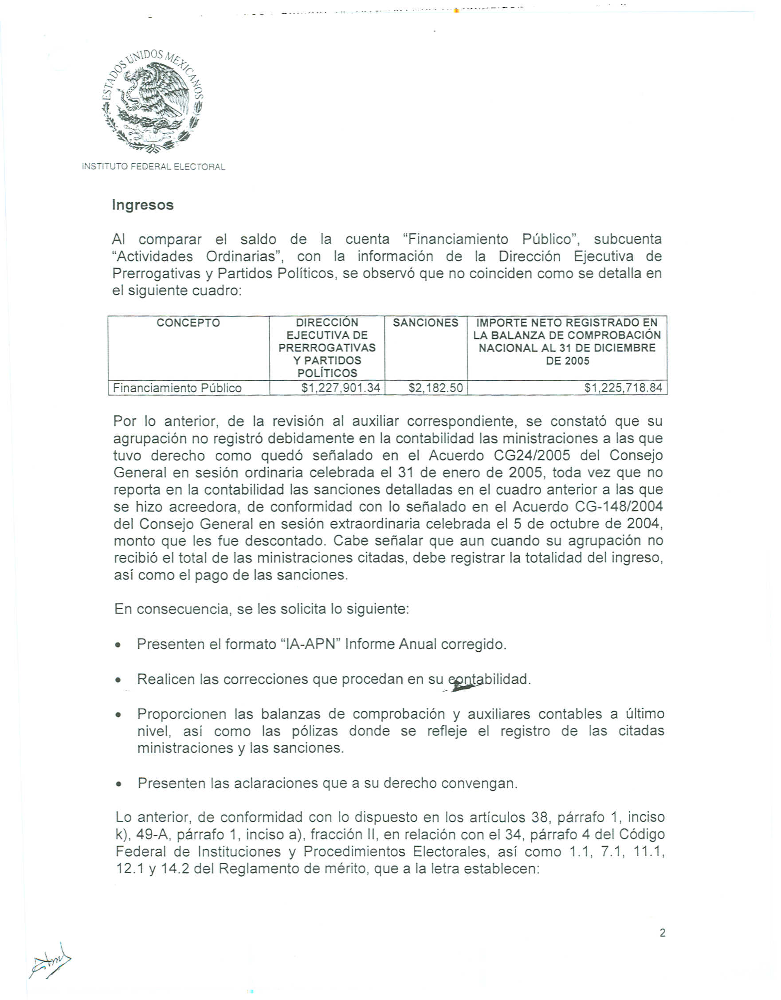 ESTADOS UNIDOS MEXICANOS
INSTITUTO FEDERAL ELECTORAL
Ingresos
Al comparar el saldo de la cuenta “Financiamiento Público”, subcuenta
“Actividades Ordinarias”, con la información de la Dirección Ejecutiva de
Prerrogativas y Partidos Políticos, se observó que no coinciden como se detalla en
el siguiente cuadro:
CONCEPTO
DIRECCIÓN
EJECUTIVA DE
PRERROGATIVAS
Y PARTIDOS
POLÍTICOS
SANCIONES
IMPORTE NETO REGISTRADO EN
LA BALANZA DE COMPROBACIÓN
NACIONAL AL 31 DE DICIEMBRE
DE 2005
Financiamiento Público $1,227,901.34 $2,182.50 $1,225,718.84
Por lo anterior, de la revisión al auxiliar correspondiente, se constató que su
agrupación no registró debidamente en la contabilidad las ministraciones a las que
tuvo derecho como quedó señalado en el Acuerdo CG24/2005 del Consejo
General en sesión ordinaria celebrada el 31 de enero de 2005, toda vez que no
reporta en la contabilidad las sanciones detalladas en el cuadro anterior a las que
se hizo acreedora, de conformidad con lo señalado en el Acuerdo CG-148/2004
del Consejo General en sesión extraordinaria celebrada el 5 de octubre de 2004,
monto que les fue descontado. Cabe señalar que aun cuando su agrupación no
recibió el total de las ministraciones citadas, debe registrar la totalidad del ingreso,
así como el pago de las sanciones.
En consecuencia, se les solicita lo siguiente:
• Presenten el formato “IA-APN” Informe Anual corregido.
• Realicen las correcciones que procedan en su contabilidad.
• Proporcionen las balanzas de comprobación y auxiliares contables a último
nivel, así como las pólizas donde se refleje el registro de las citadas
ministraciones y las sanciones.
• Presenten las aclaraciones que a su derecho convengan.
Lo anterior, de conformidad con lo dispuesto en los artículos 38, párrafo 1, inciso
k), 49-A, párrafo 1, inciso a), fracción II, en relación con el 34, párrafo 4 del Código
Federal de Instituciones y Procedimientos Electorales, así como 1.1, 7.1, 11.1,
12.1 y 14.2 del Reglamento de mérito, que a la letra establecen:
2